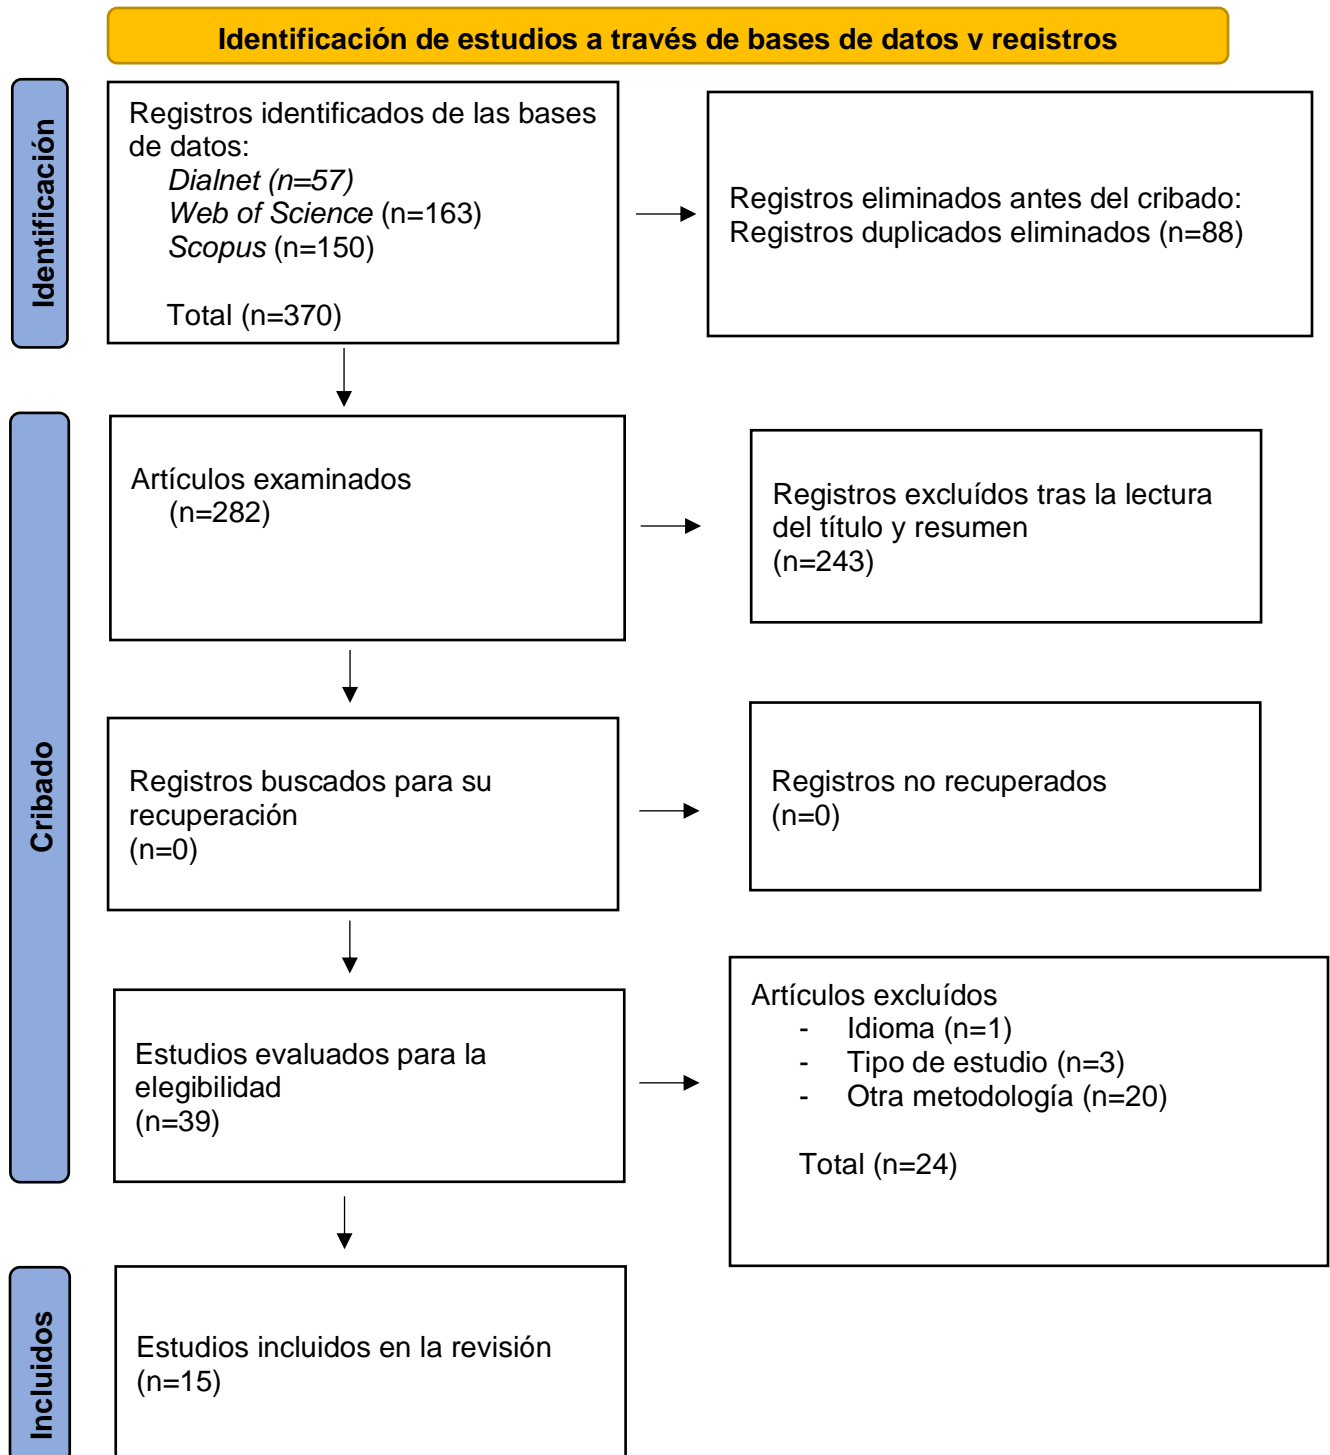 Identificación de estudios a través de bases de datos y registros
Identificación
Registros identificados de las bases
de datos:
Dialnet (n=57)
Web of Science (n=163)
Scopus (n=150)
Total (n=370)
Registros eliminados antes del cribado:
Registros duplicados eliminados (n=88)
Cribado
Artículos examinados
(n=282)
Registros excluídos tras la lectura
del título y resumen
(n=243)
Registros buscados para su
recuperación
(n=0)
Registros no recuperados
(n=0)
Estudios evaluados para la
elegibilidad
(n=39)
Artículos excluídos
- Idioma (n=1)
- Tipo de estudio (n=3)
- Otra metodología (n=20)
Total (n=24)
Incluidos
Estudios incluidos en la revisión
(n=15)